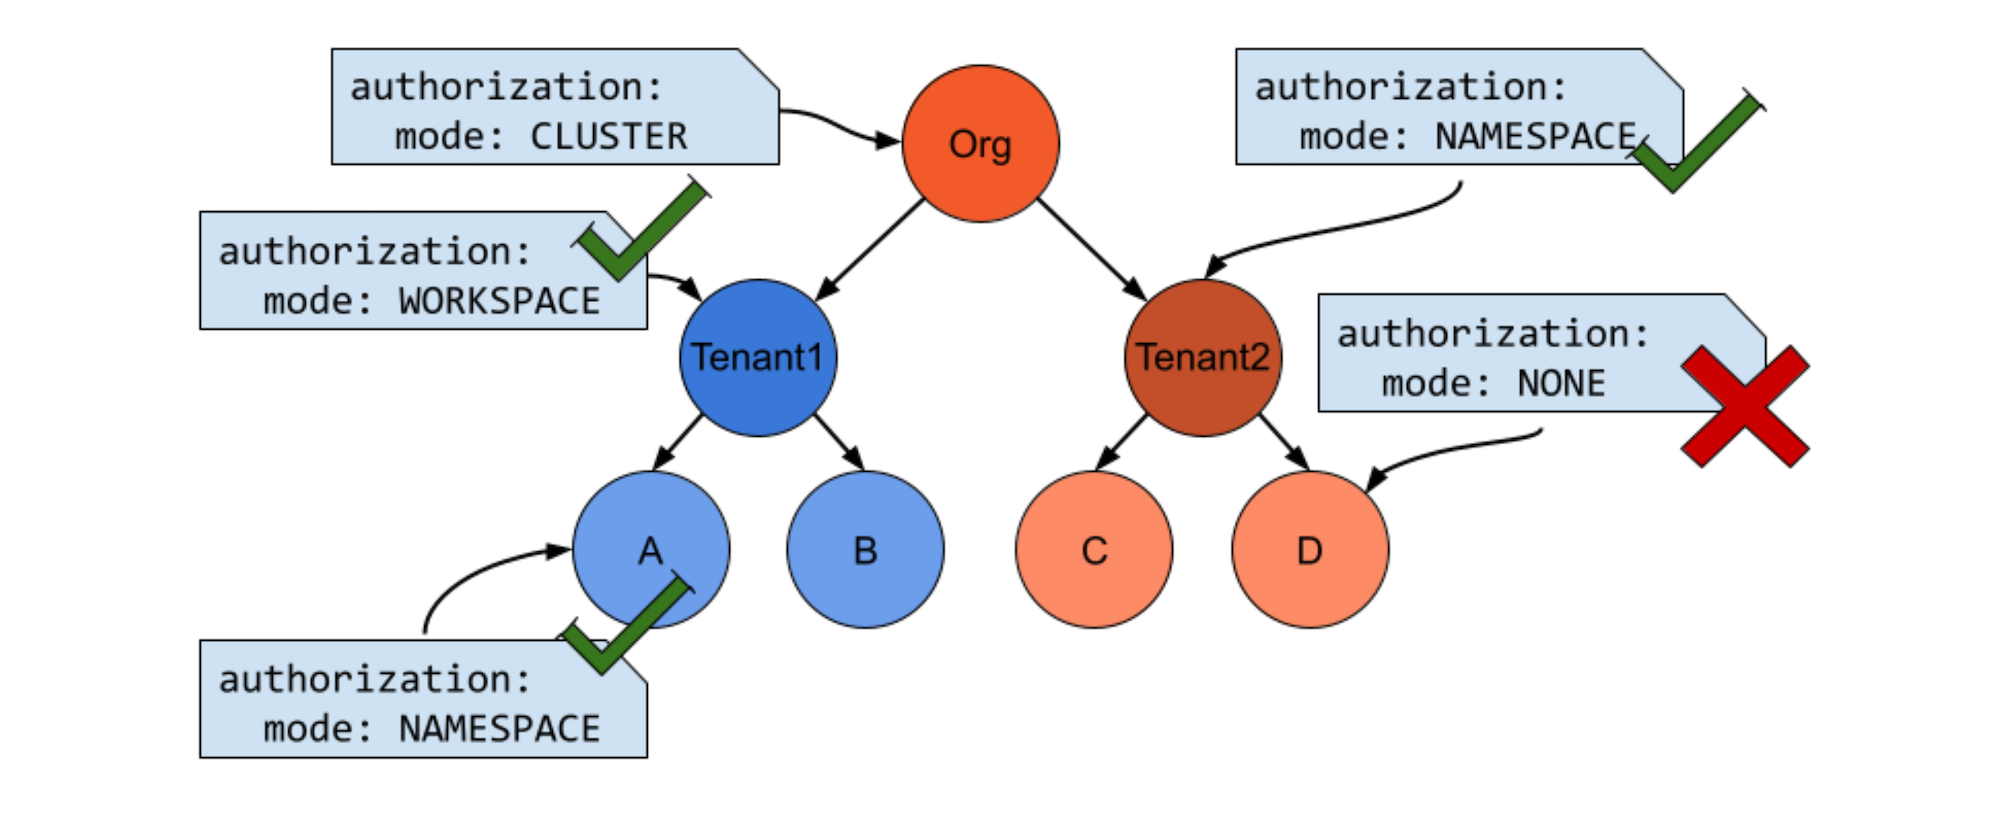 authorization:
mode: CLUSTER
Org
authorization:
mode: NAMESPACE
authorization:
mode: WORKSPACE
Tenant1
Tenant2
authorization:
mode: NONE
A
B
C
D
authorization:
mode: NAMESPACE